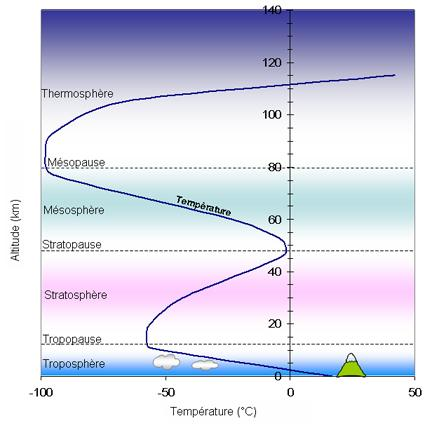 140
120
Thermosphère
100
Mésopause
80
Température
Mésosphère
60
Stratopause
40
Stratosphère
20
Tropopause
Troposphère
0
-100
-50
0
50
Altitude (km)
Température (°C)